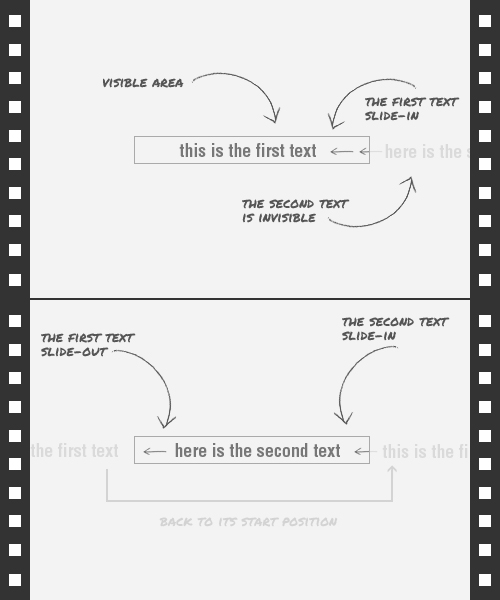 VISIBLE AREA
THE FIRST TEXT
SLIDE-IN
this is the first text
here is the s
THE SECOND TEXT
IS INVISIBLE
THE FIRST TEXT
SLIDE-OUT
THE SECOND TEXT
SLIDE-IN
the first text
here is the second text
this is the fi
BACK TO ITS START POSITION